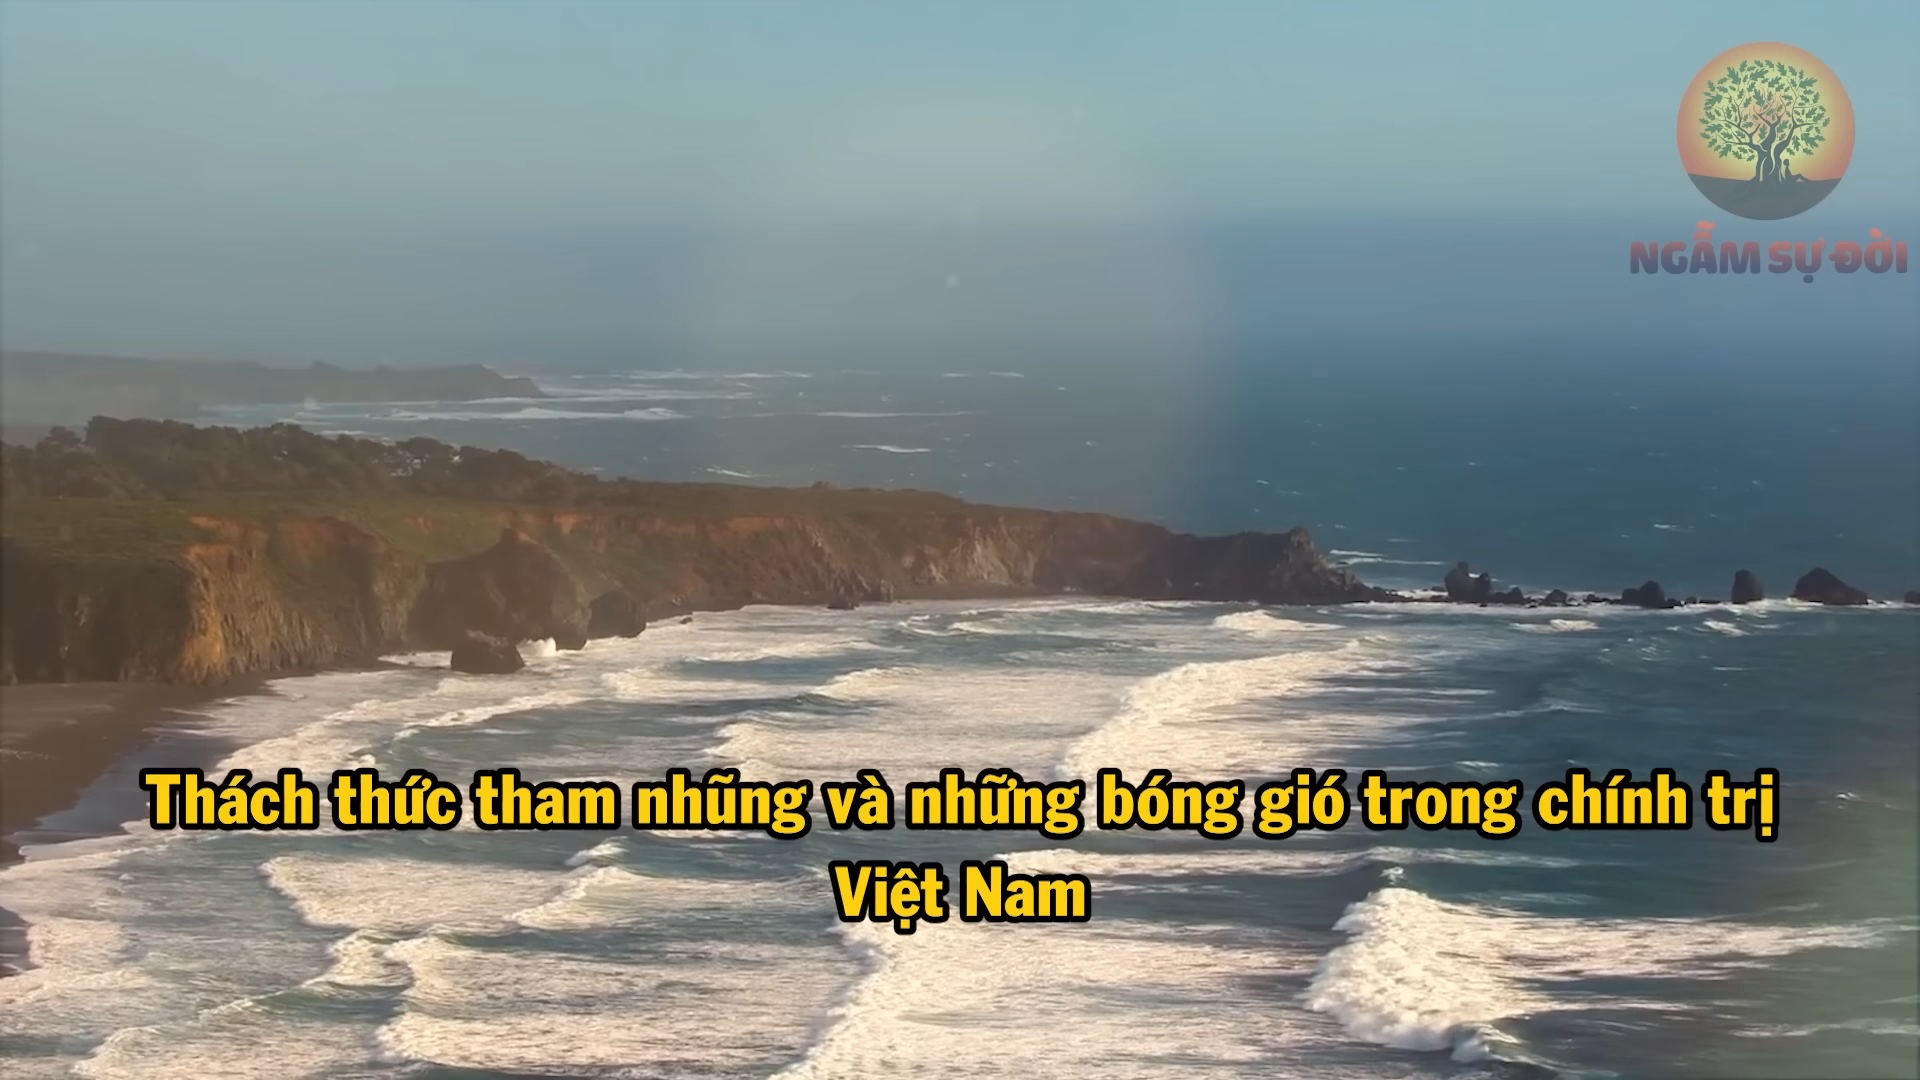 NGẪM SỰ ĐỜI
Thách thức tham nhũng và những bóng gió trong chính trị
Việt Nam